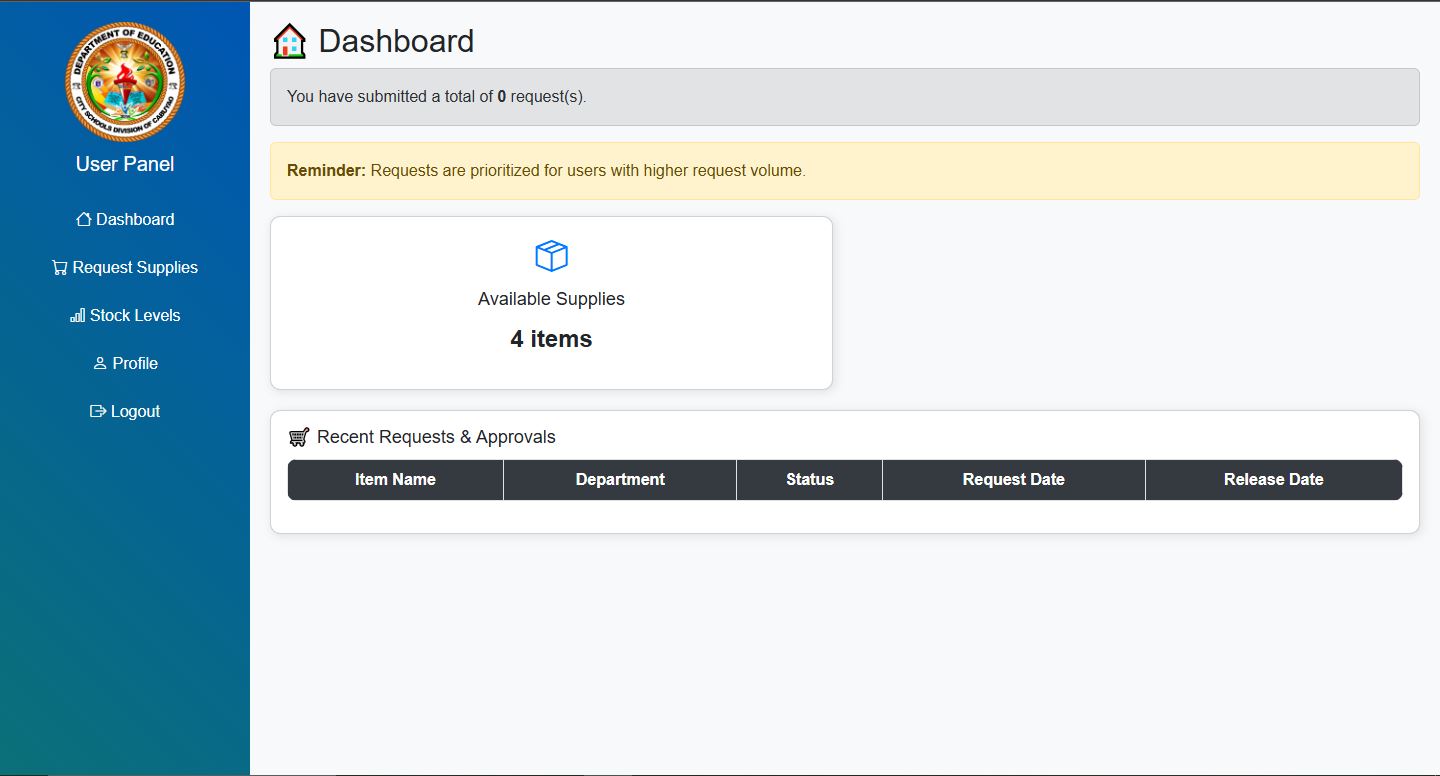 DEPARTMENT OF EDUCATION
CITY SCHOOLS DIVISION OF CABUYAO
User Panel
Dashboard
Request Supplies
Stock Levels
Profile
Logout
Dashboard
You have submitted a total of 0 request(s).
Reminder: Requests are prioritized for users with higher request volume.
Available Supplies
4 items
Recent Requests & Approvals
Item Name Department Status Request Date Release Date